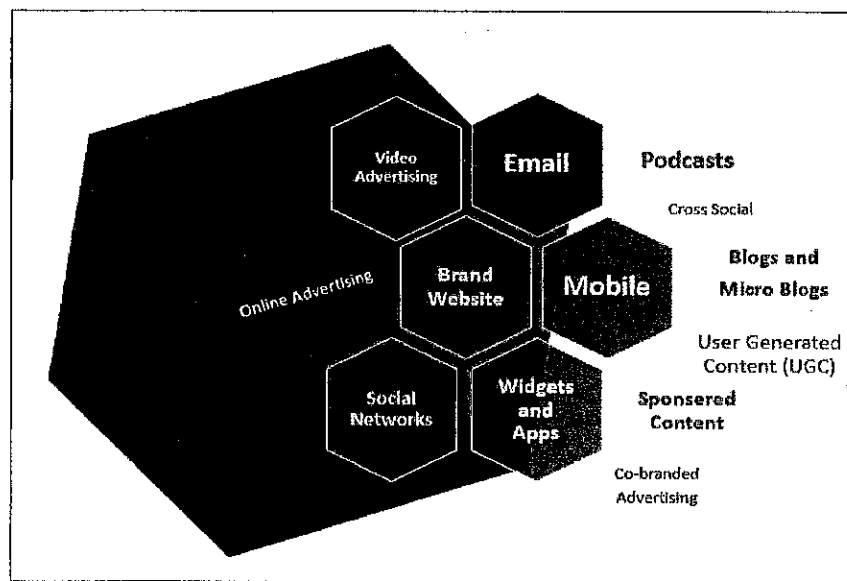 Video
Advertising
Email
Podcasts
Cross Social
Online Advertising
Brand
Website
Mobile
Blogs and
Micro Blogs
User Generated
Content (UGC)
Social
Networks
Widgets
and
Apps
Sponsered
Content
Co-branded
Advertising